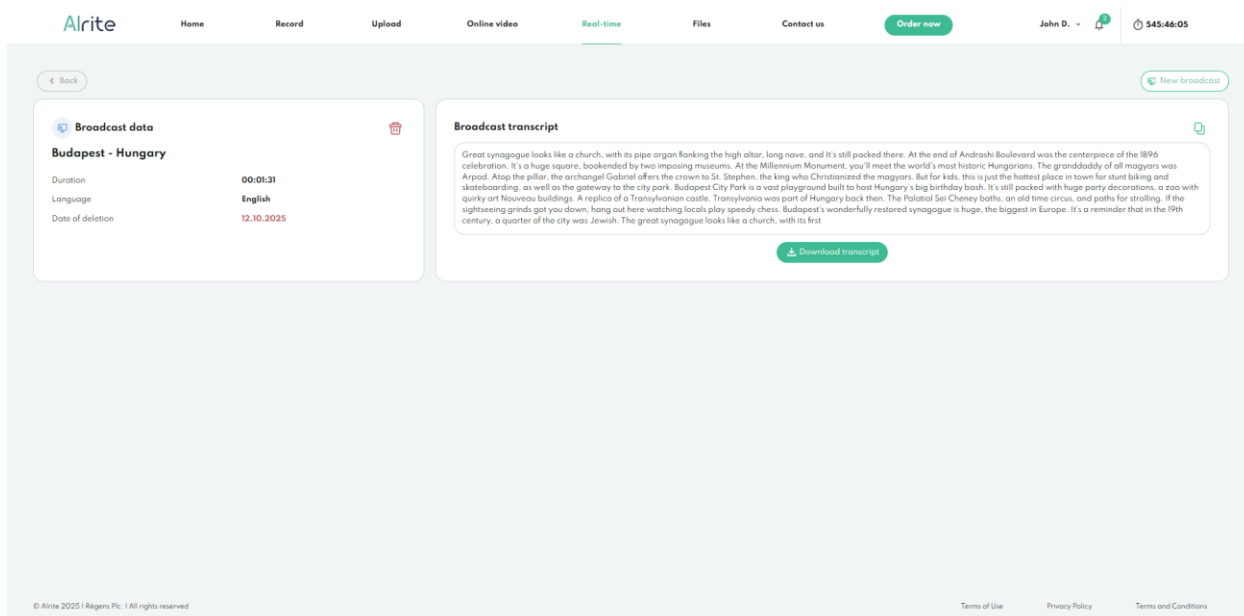 Alrite
Home
Record
Upload
Online video
Real-time
Files
Contact us
Order now
John D.
2
545:46:05
Back
New broadcast
Broadcast data
Budapest - Hungary
Duration 00:01:31
Language English
Date of deletion 12.10.2025
Broadcast transcript
Great synagogue looks like a church, with its pipe organ flanking the high altar, long nave, and It's still packed there. At the end of Andrashi Boulevard was the centerpiece of the 1896
celebration. It's a huge square, bookended by two imposing museums. At the Millennium Monument, you'll meet the world's most historic Hungarians. The granddaddy of all magyars was
Arpod. Atop the pillar, the archangel Gabriel offers the crown to St. Stephen, the king who Christianized the magyars. But for kids, this is just the hottest place in town for stunt biking and
skateboarding, as well as the gateway to the city park. Budapest City Park is a vast playground built to host Hungary's big birthday bash. It's still packed with huge party decorations, a zoo with
quirky art Nouveau buildings. A replica of a Transylvanian castle. Transylvania was part of Hungary back then. The Palatial Sei Cheney baths, an old time circus, and paths for strolling. If the
sightseeing grinds got you down, hang out here watching locals play speedy chess. Budapest's wonderfully restored synagogue is huge, the biggest in Europe. It's a reminder that in the 19th
century, a quarter of the city was Jewish. The great synagogue looks like a church, with its first
Download transcript
© Alrite 2025 | Régens Plc. | All rights reserved
Terms of Use
Privacy Policy
Terms and Conditions